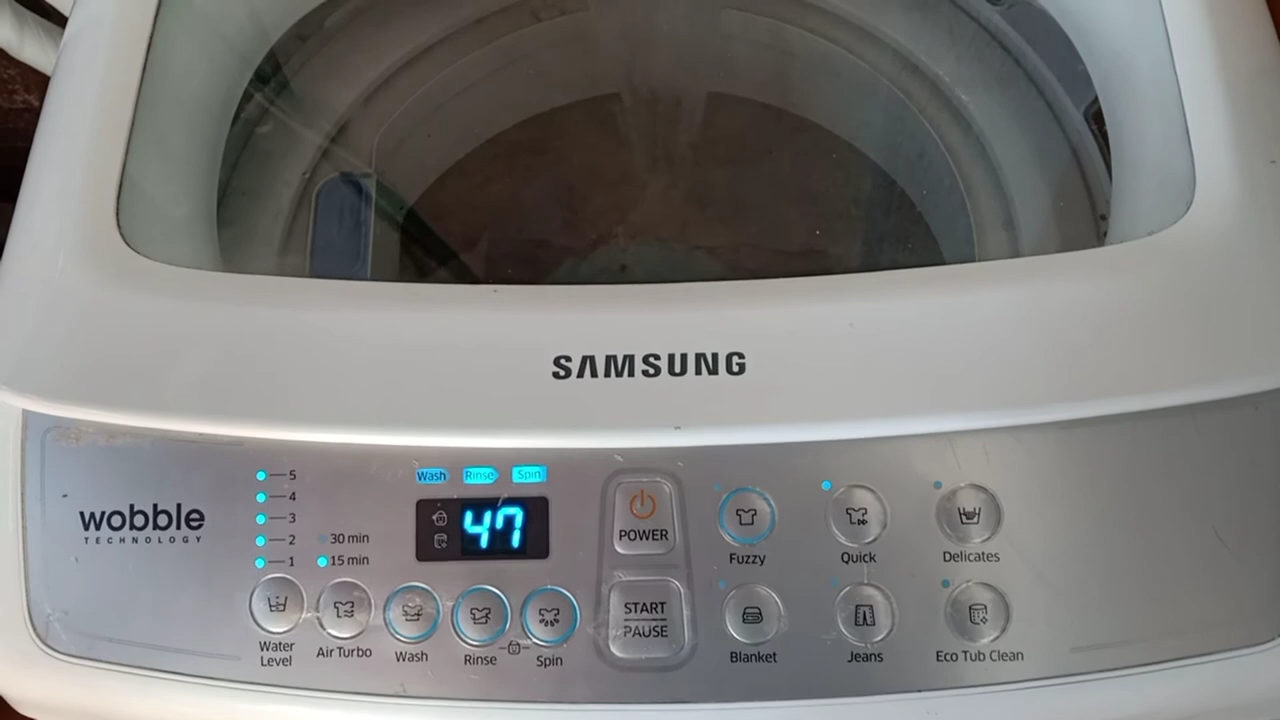 SAMSUNG
wobble
TECHNOLOGY
5
4
3
2
1
30 min
15 min
Wash Rinse Spin
47
POWER
START
PAUSE
Water
Level
Air Turbo
Wash
Rinse
Spin
Fuzzy
Quick
Delicates
Blanket
Jeans
Eco Tub Clean